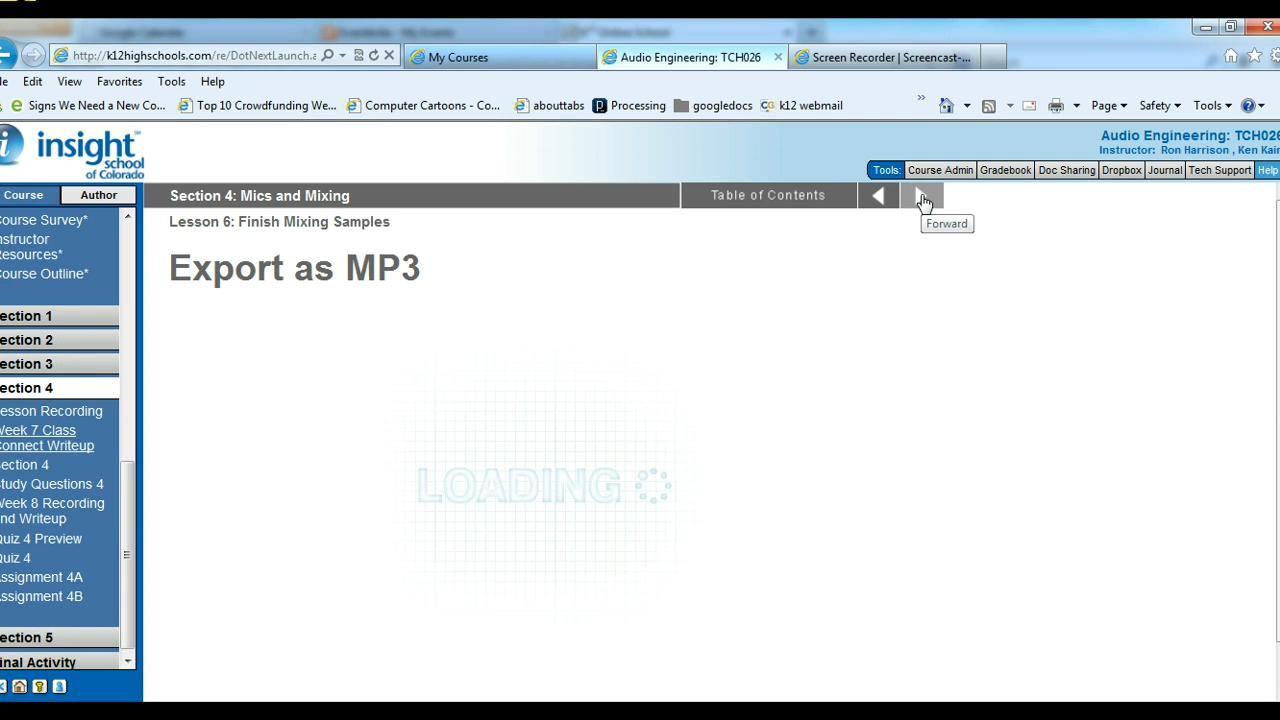 http://k12highschools.com/re/DotNextLaunch.a
My Courses
Audio Engineering: TCH026
Screen Recorder | Screencast-...
Edit View Favorites Tools Help
Signs We Need a New Co...
Top 10 Crowdfunding We...
Computer Cartoons - Co...
abouttabs
Processing
googledocs
k12 webmail
Page
Safety
Tools
insight
school
of Colorado
Audio Engineering: TCH026
Instructor: Ron Harrison , Ken Kain
Tools: Course Admin Gradebook Doc Sharing Dropbox Journal Tech Support Help
Course Author
Section 4: Mics and Mixing
Table of Contents
Forward
Lesson 6: Finish Mixing Samples
Export as MP3
LOADING
ourse Survey*
nstructor
esources*
ourse Outline*
ection 1
ection 2
ection 3
ection 4
esson Recording
Week 7 Class
onnect Writeup
ection 4
tudy Questions 4
Week 8 Recording
nd Writeup
uiz 4 Preview
uiz 4
ssignment 4A
ssignment 4B
ection 5
inal Activity